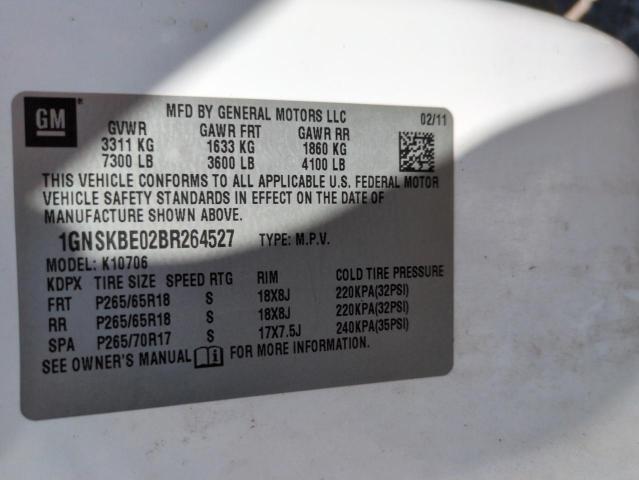 GM
MFD BY GENERAL MOTORS LLC 02/11
GVWR GAWR FRT GAWR RR
3311 KG 1633 KG 1860 KG
7300 LB 3600 LB 4100 LB
THIS VEHICLE CONFORMS TO ALL APPLICABLE U.S. FEDERAL MOTOR
VEHICLE SAFETY STANDARDS IN EFFECT ON THE DATE OF
MANUFACTURE SHOWN ABOVE.
1GNSKBE02BR264527 TYPE: M.P.V.
MODEL: K10706
KDPX TIRE SIZE SPEED RTG RIM COLD TIRE PRESSURE
FRT P265/65R18 S 18X8J 220KPA(32PSI)
RR P265/65R18 S 18X8J 220KPA(32PSI)
SPA P265/70R17 S 17X7.5J 240KPA(35PSI)
SEE OWNER'S MANUAL FOR MORE INFORMATION.